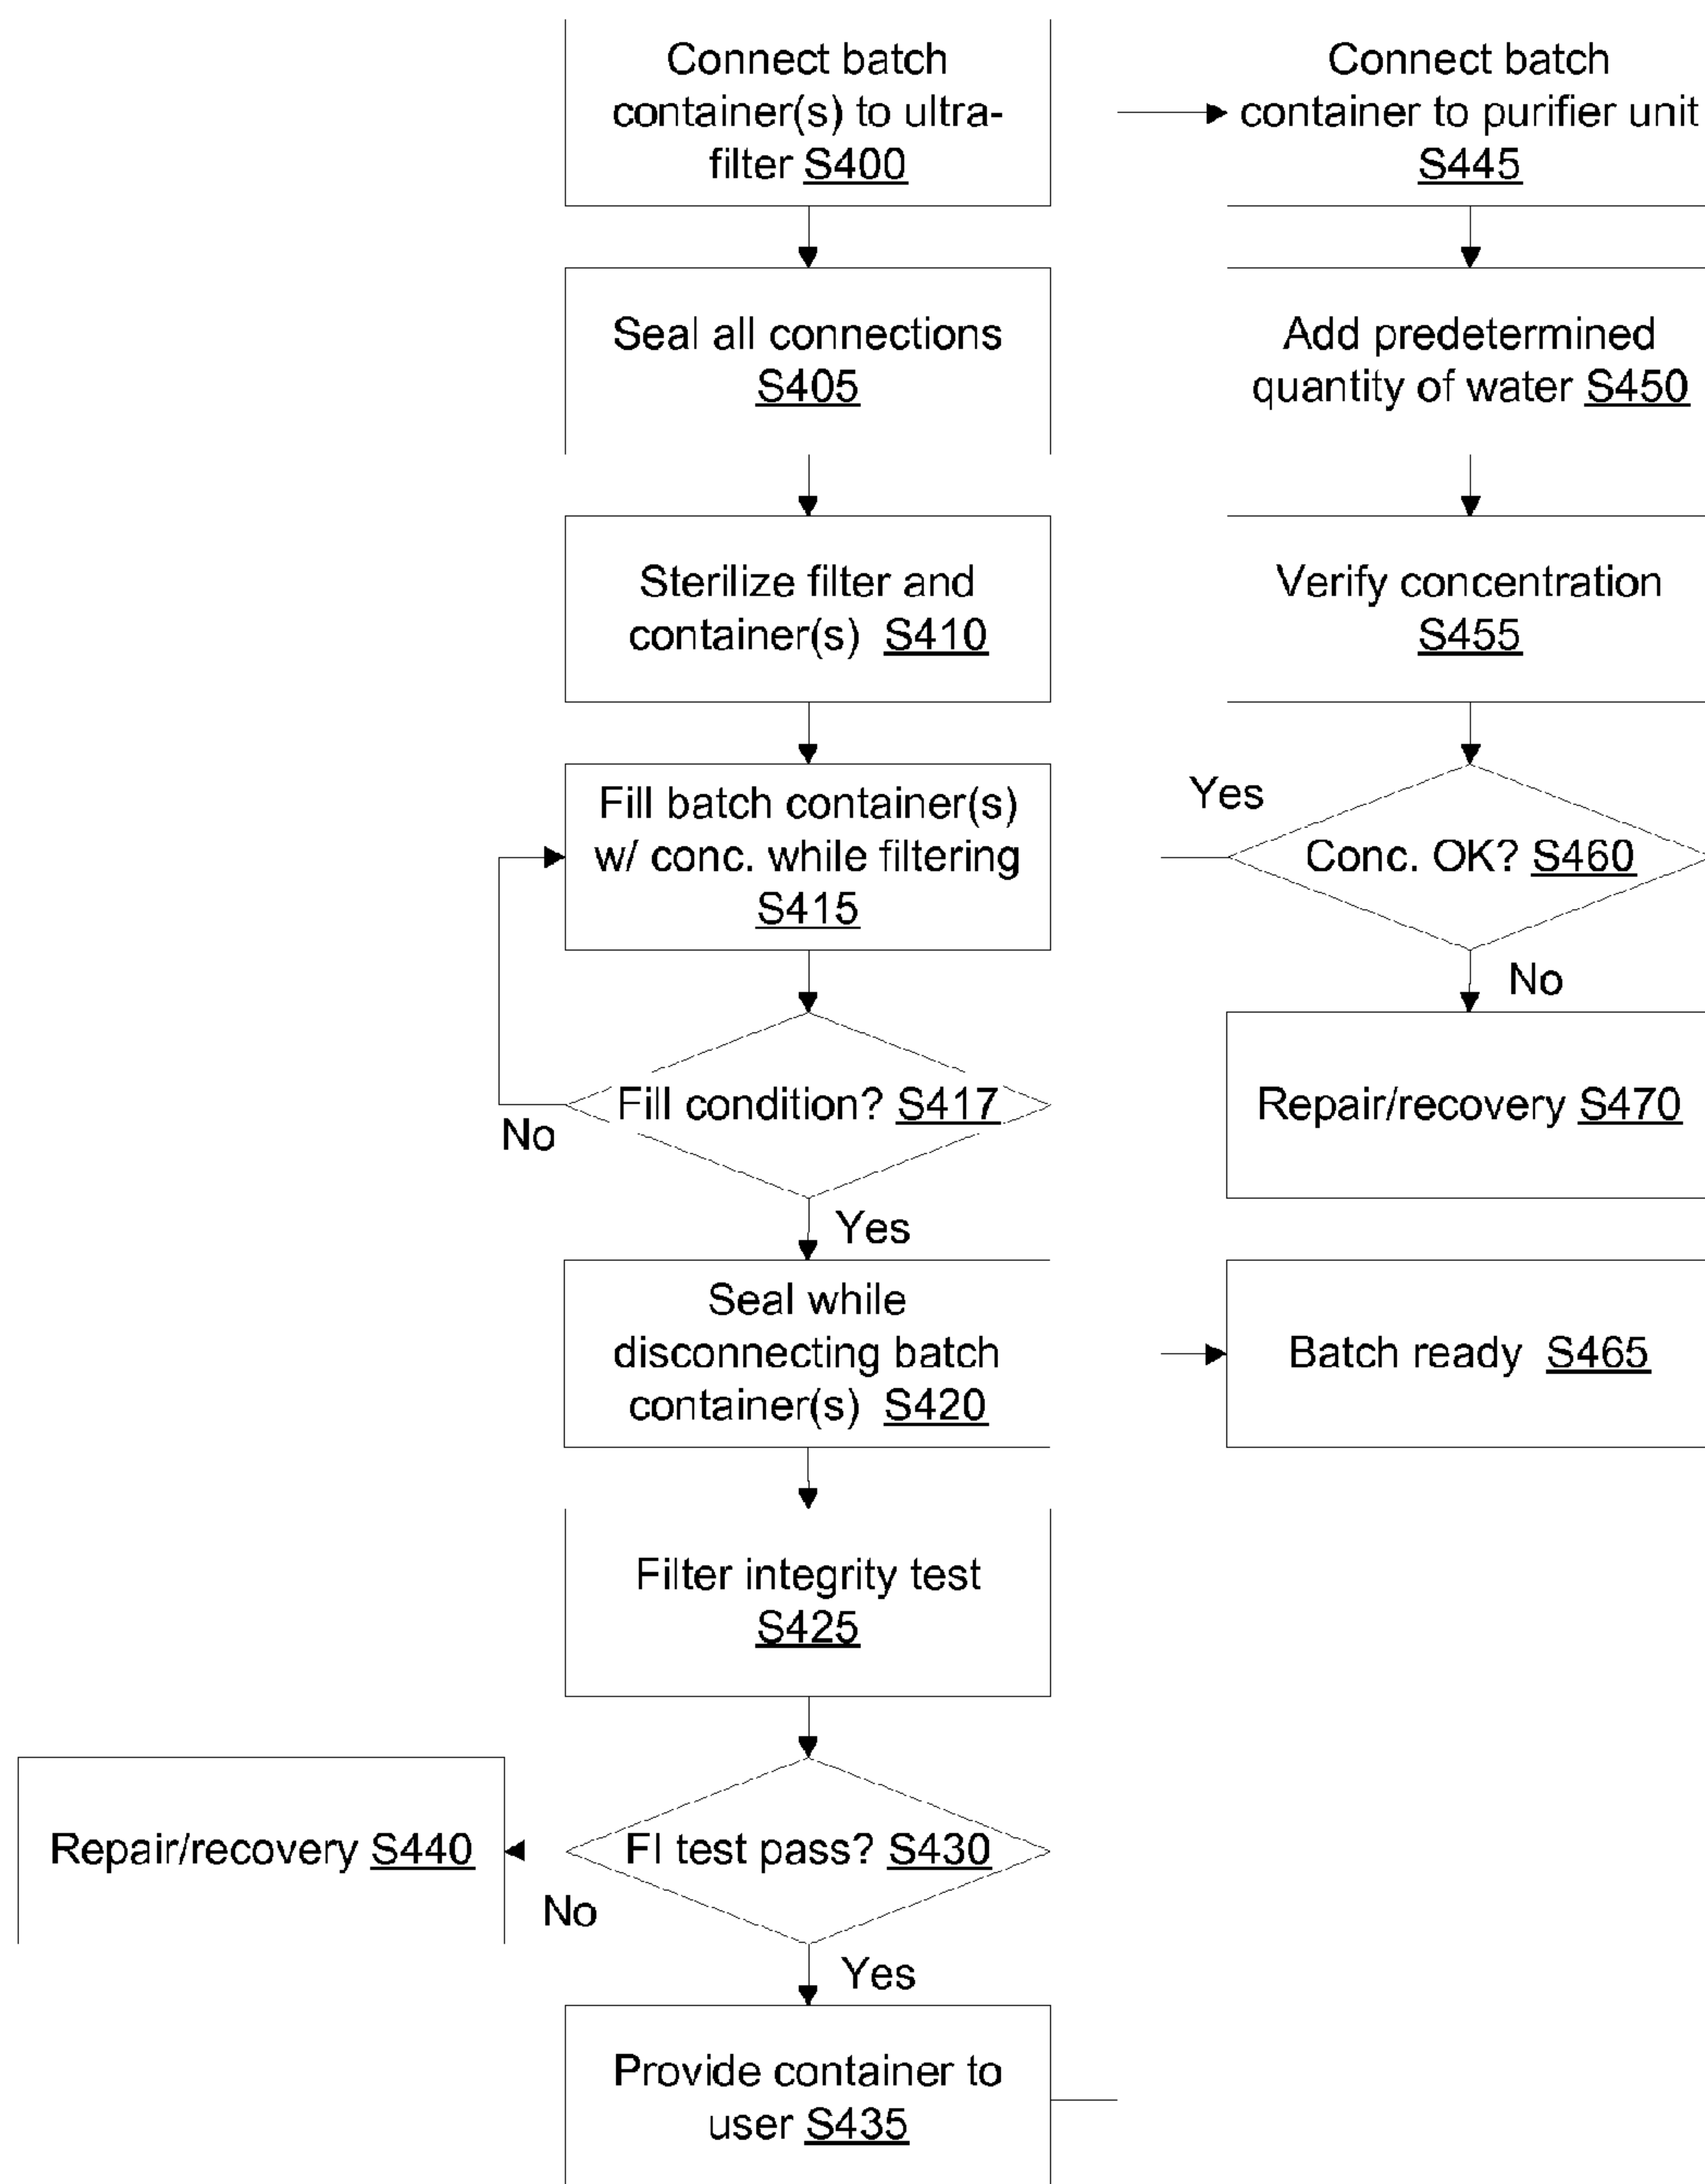 Connect batch
container(s) to ultra-
filter S400
Seal all connections
S405
Sterilize filter and
container(s) S410
Fill batch container(s)
w/ conc. while filtering
S415
Fill condition? S417
No
Yes
Seal while
disconnecting batch
container(s) S420
Filter integrity test
S425
FI test pass? S430
No
Repair/recovery S440
Yes
Provide container to
user S435
Connect batch
container to purifier unit
S445
Add predetermined
quantity of water S450
Verify concentration
S455
Yes
Conc. OK? S460
No
Repair/recovery S470
Batch ready S465